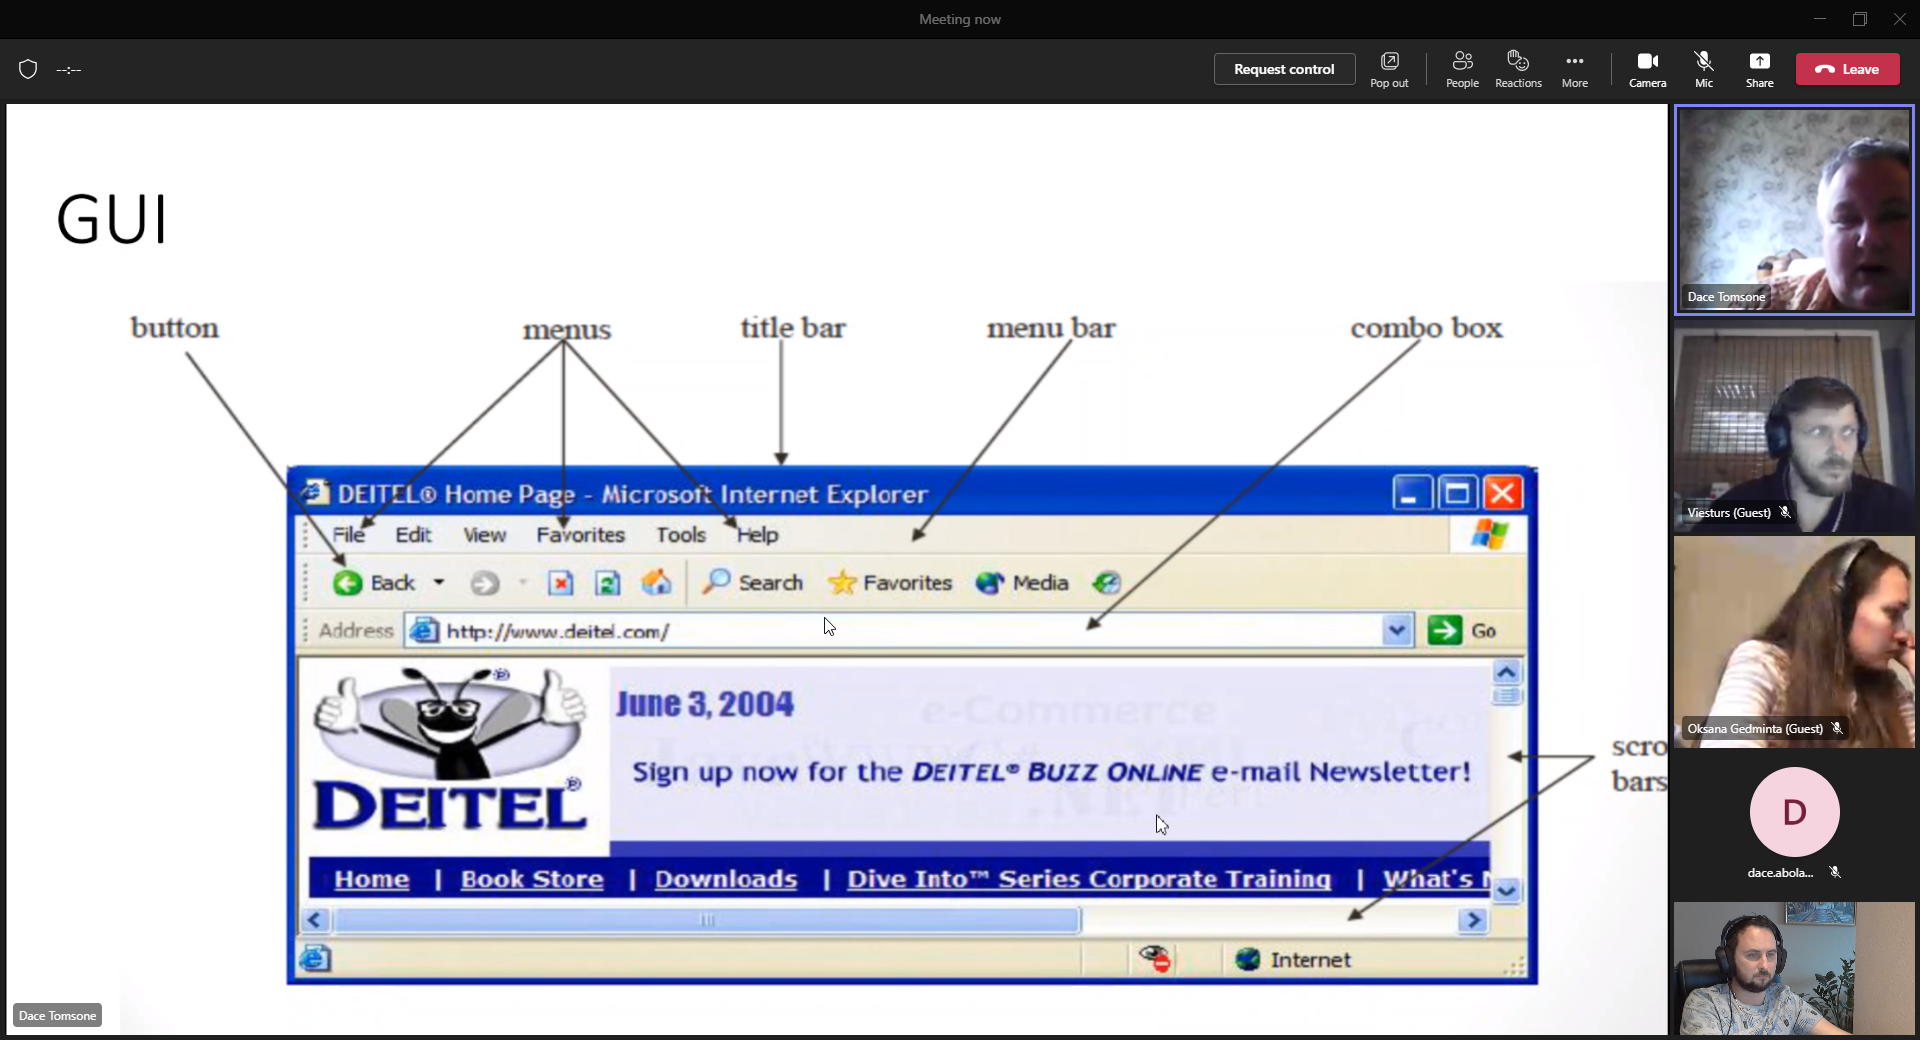 Meeting now
--:--
Request control
Pop out
People
Reactions
More
Camera
Mic
Share
Leave
GUI
button
menus
title bar
menu bar
combo box
DEITEL® Home Page - Microsoft Internet Explorer
File Edit View Favorites Tools Help
Back Search Favorites Media
Address http://www.deitel.com/ Go
DEITEL®
June 3, 2004
e-Commerce
Sign up now for the DEITEL® BUZZ ONLINE e-mail Newsletter!
.NET
Home | Book Store | Downloads | Dive Into™ Series Corporate Training | What's N
scro
bars
Internet
Dace Tomsone
Dace Tomsone
Viesturs (Guest)
Oksana Gedminta (Guest)
D
dace.abola...